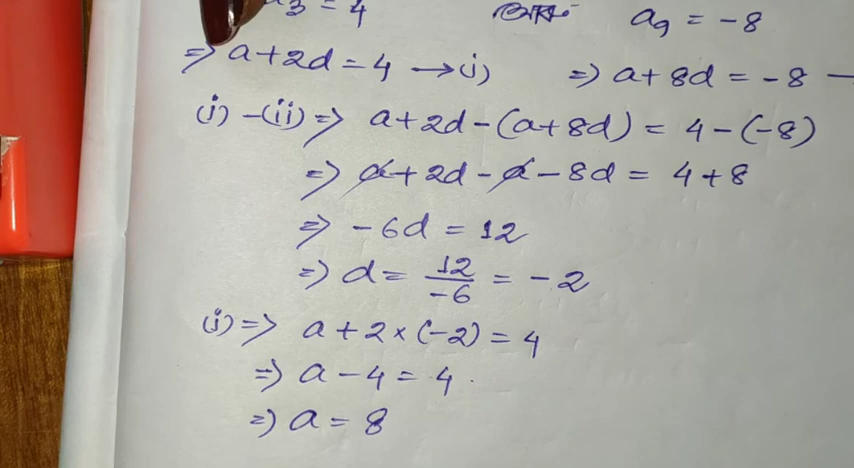 a₃ = 4 a₉ = -8
=> a+2d = 4 →(i) => a+8d = -8 —
(i) -(ii) => a+2d-(a+8d) = 4-(-8)
=> a+2d-a-8d = 4+8
=> -6d = 12
=> d = 12/-6 = -2
(i) => a+2×(-2) = 4
=> a-4 = 4.
=> a = 8